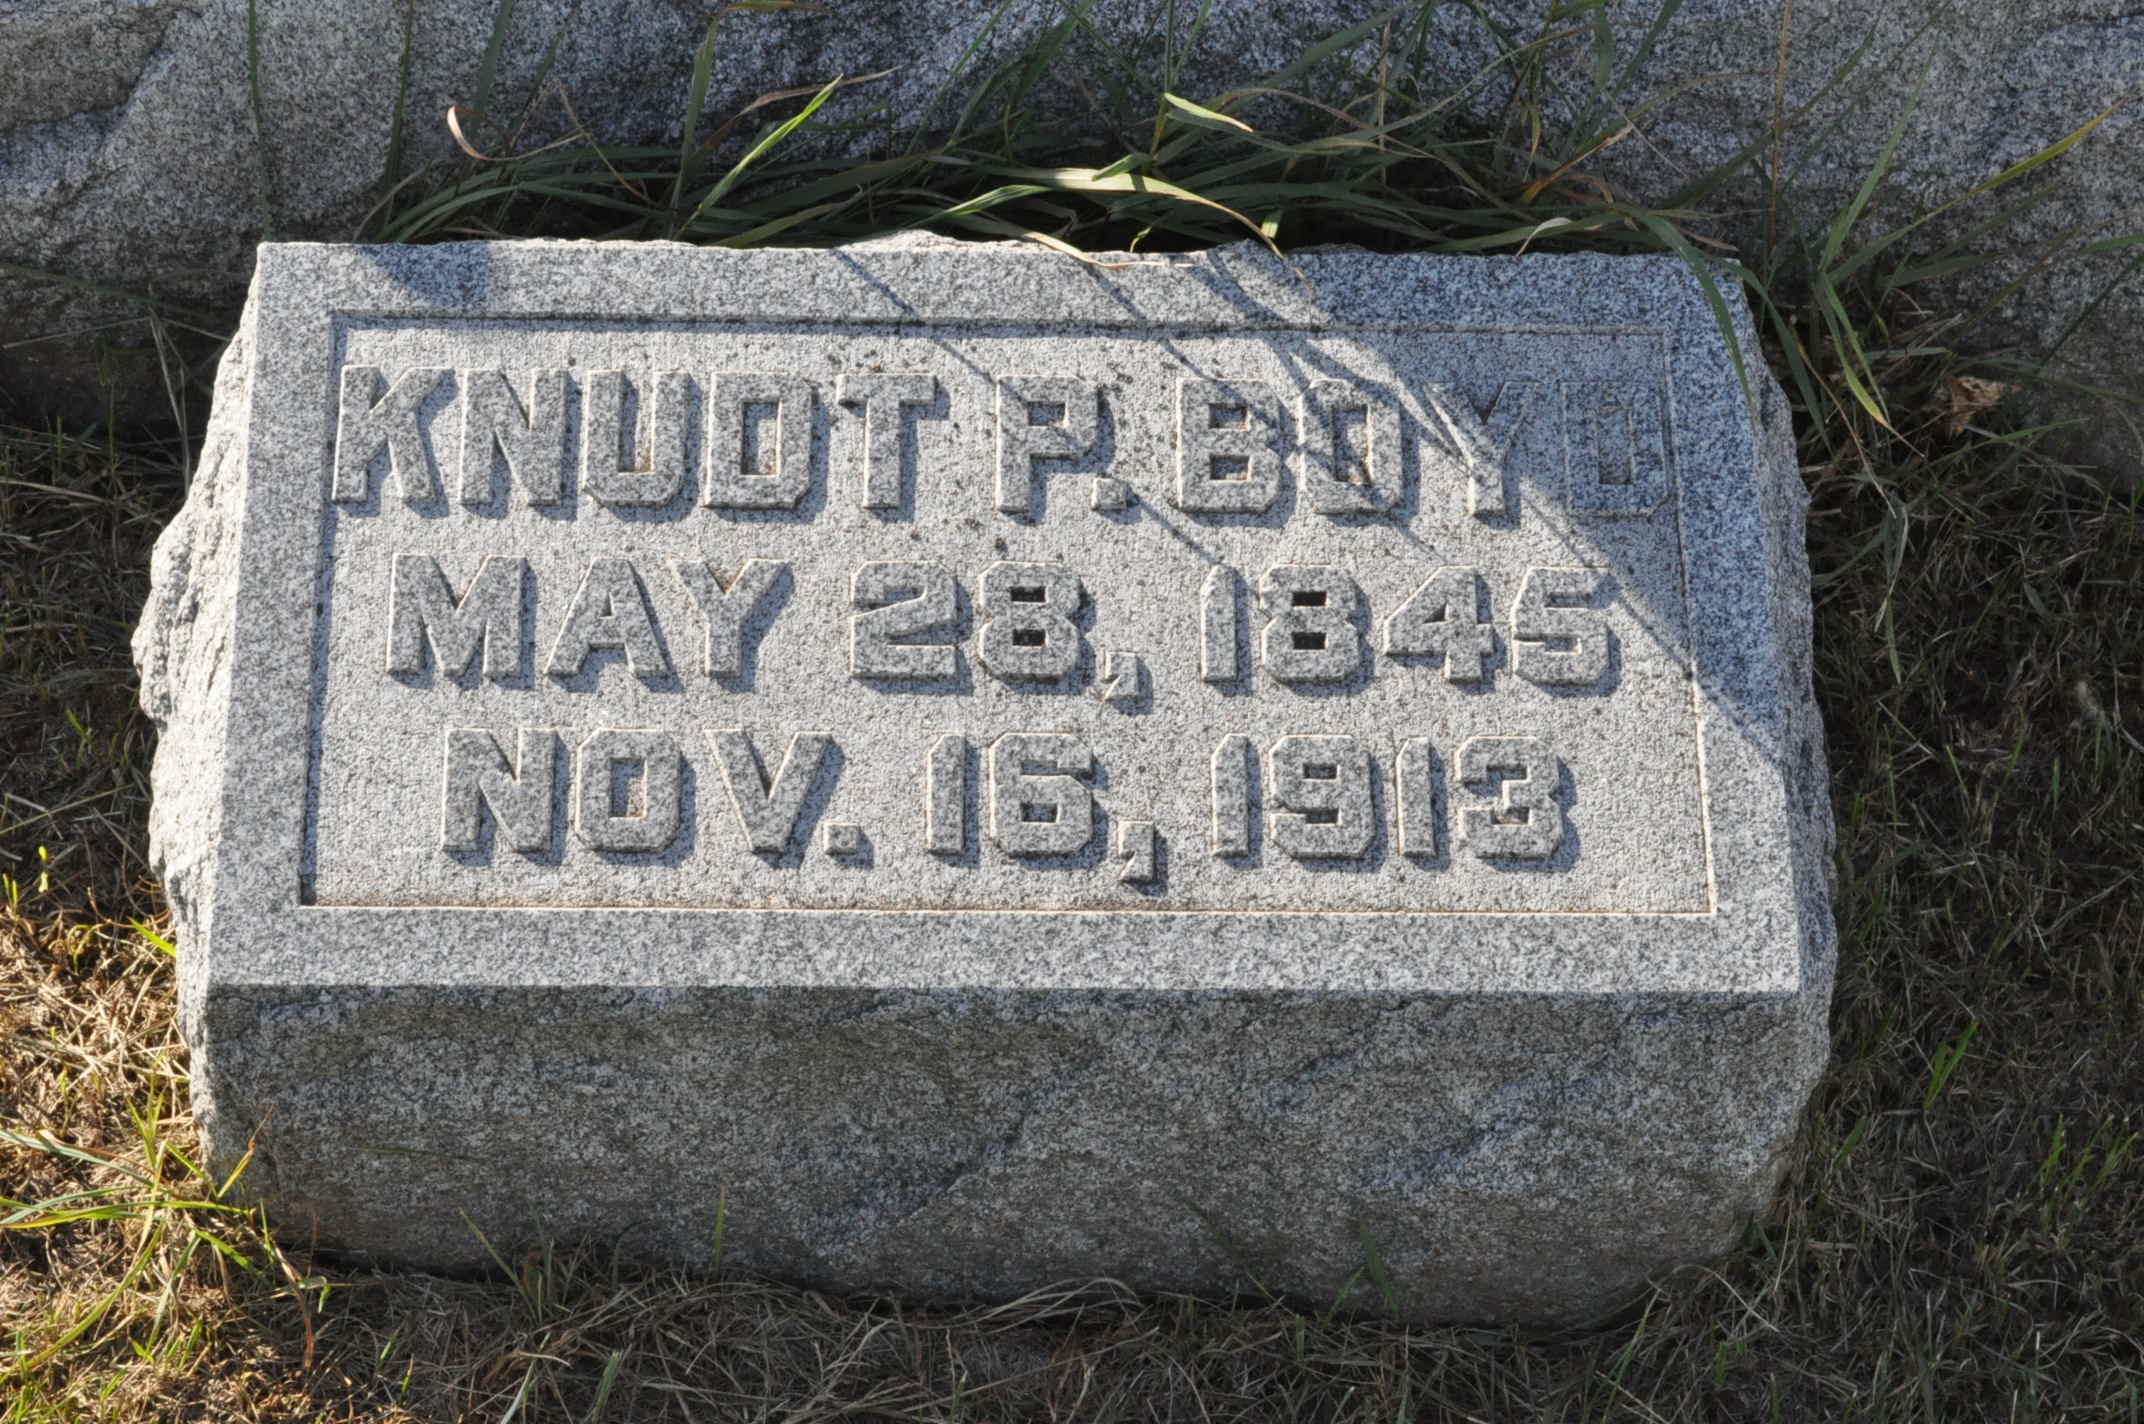 KNUDT P. BOYD
MAY 28, 1845
NOV. 16, 1913